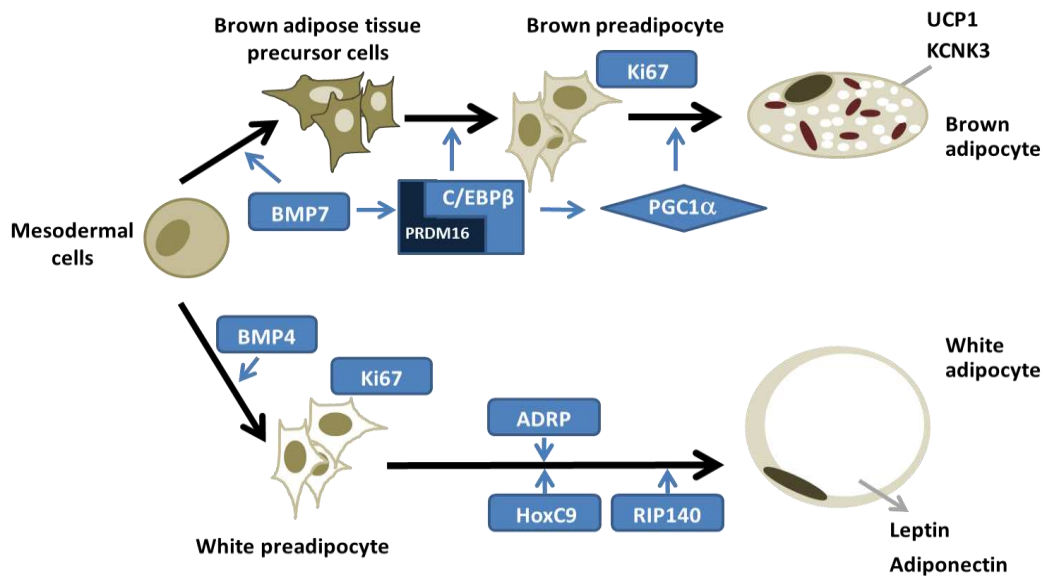 Brown adipose tissue
precursor cells
Brown preadipocyte
UCP1
KCNK3
Ki67
Brown
adipocyte
BMP7
C/EBPβ
PRDM16
PGC1α
Mesodermal
cells
BMP4
Ki67
White
adipocyte
ADRP
HoxC9
RIP140
White preadipocyte
Leptin
Adiponectin